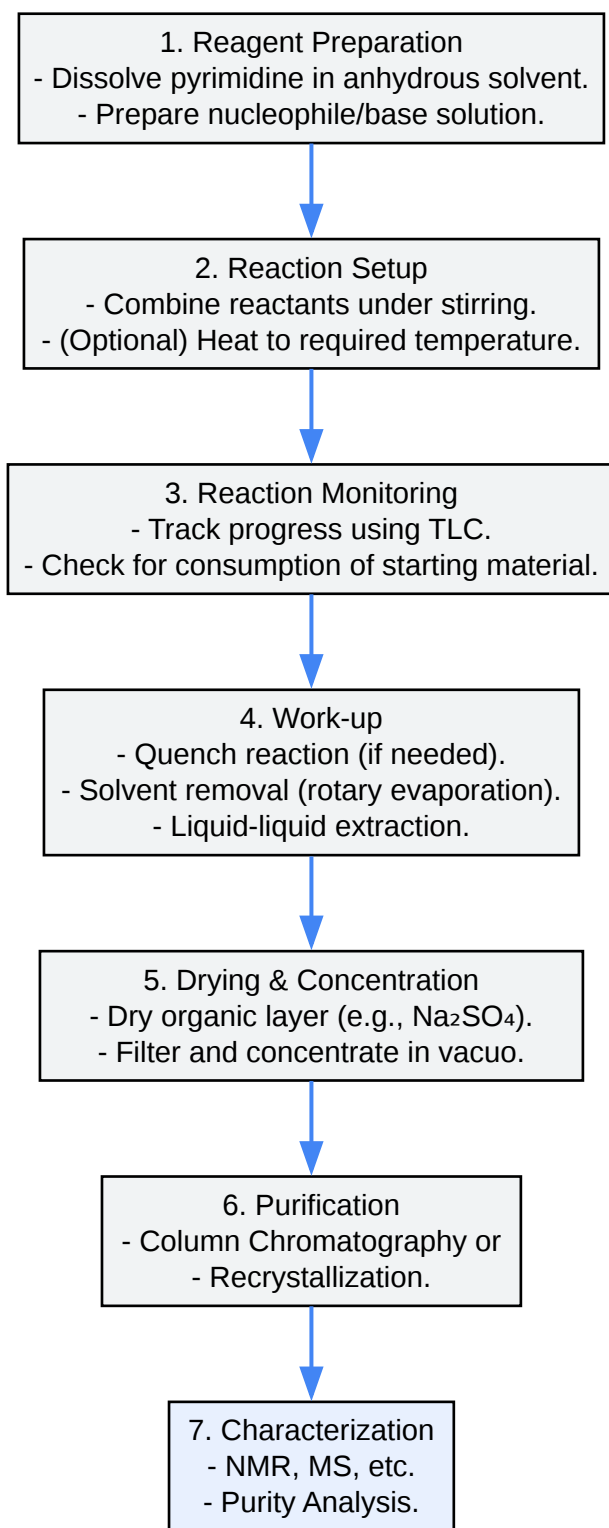 1. Reagent Preparation
- Dissolve pyrimidine in anhydrous solvent.
- Prepare nucleophile/base solution.
2. Reaction Setup
- Combine reactants under stirring.
- (Optional) Heat to required temperature.
3. Reaction Monitoring
- Track progress using TLC.
- Check for consumption of starting material.
4. Work-up
- Quench reaction (if needed).
- Solvent removal (rotary evaporation).
- Liquid-liquid extraction.
5. Drying & Concentration
- Dry organic layer (e.g., Na₂SO₄).
- Filter and concentrate in vacuo.
6. Purification
- Column Chromatography or
- Recrystallization.
7. Characterization
- NMR, MS, etc.
- Purity Analysis.